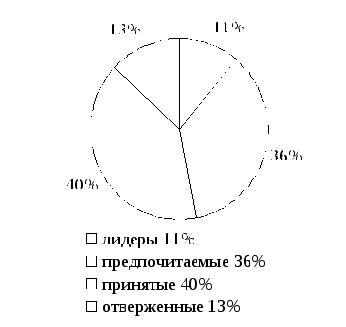 13% 11%
36%
40%
лидеры 11%
предпочитаемые 36%
принятые 40%
отверженные 13%